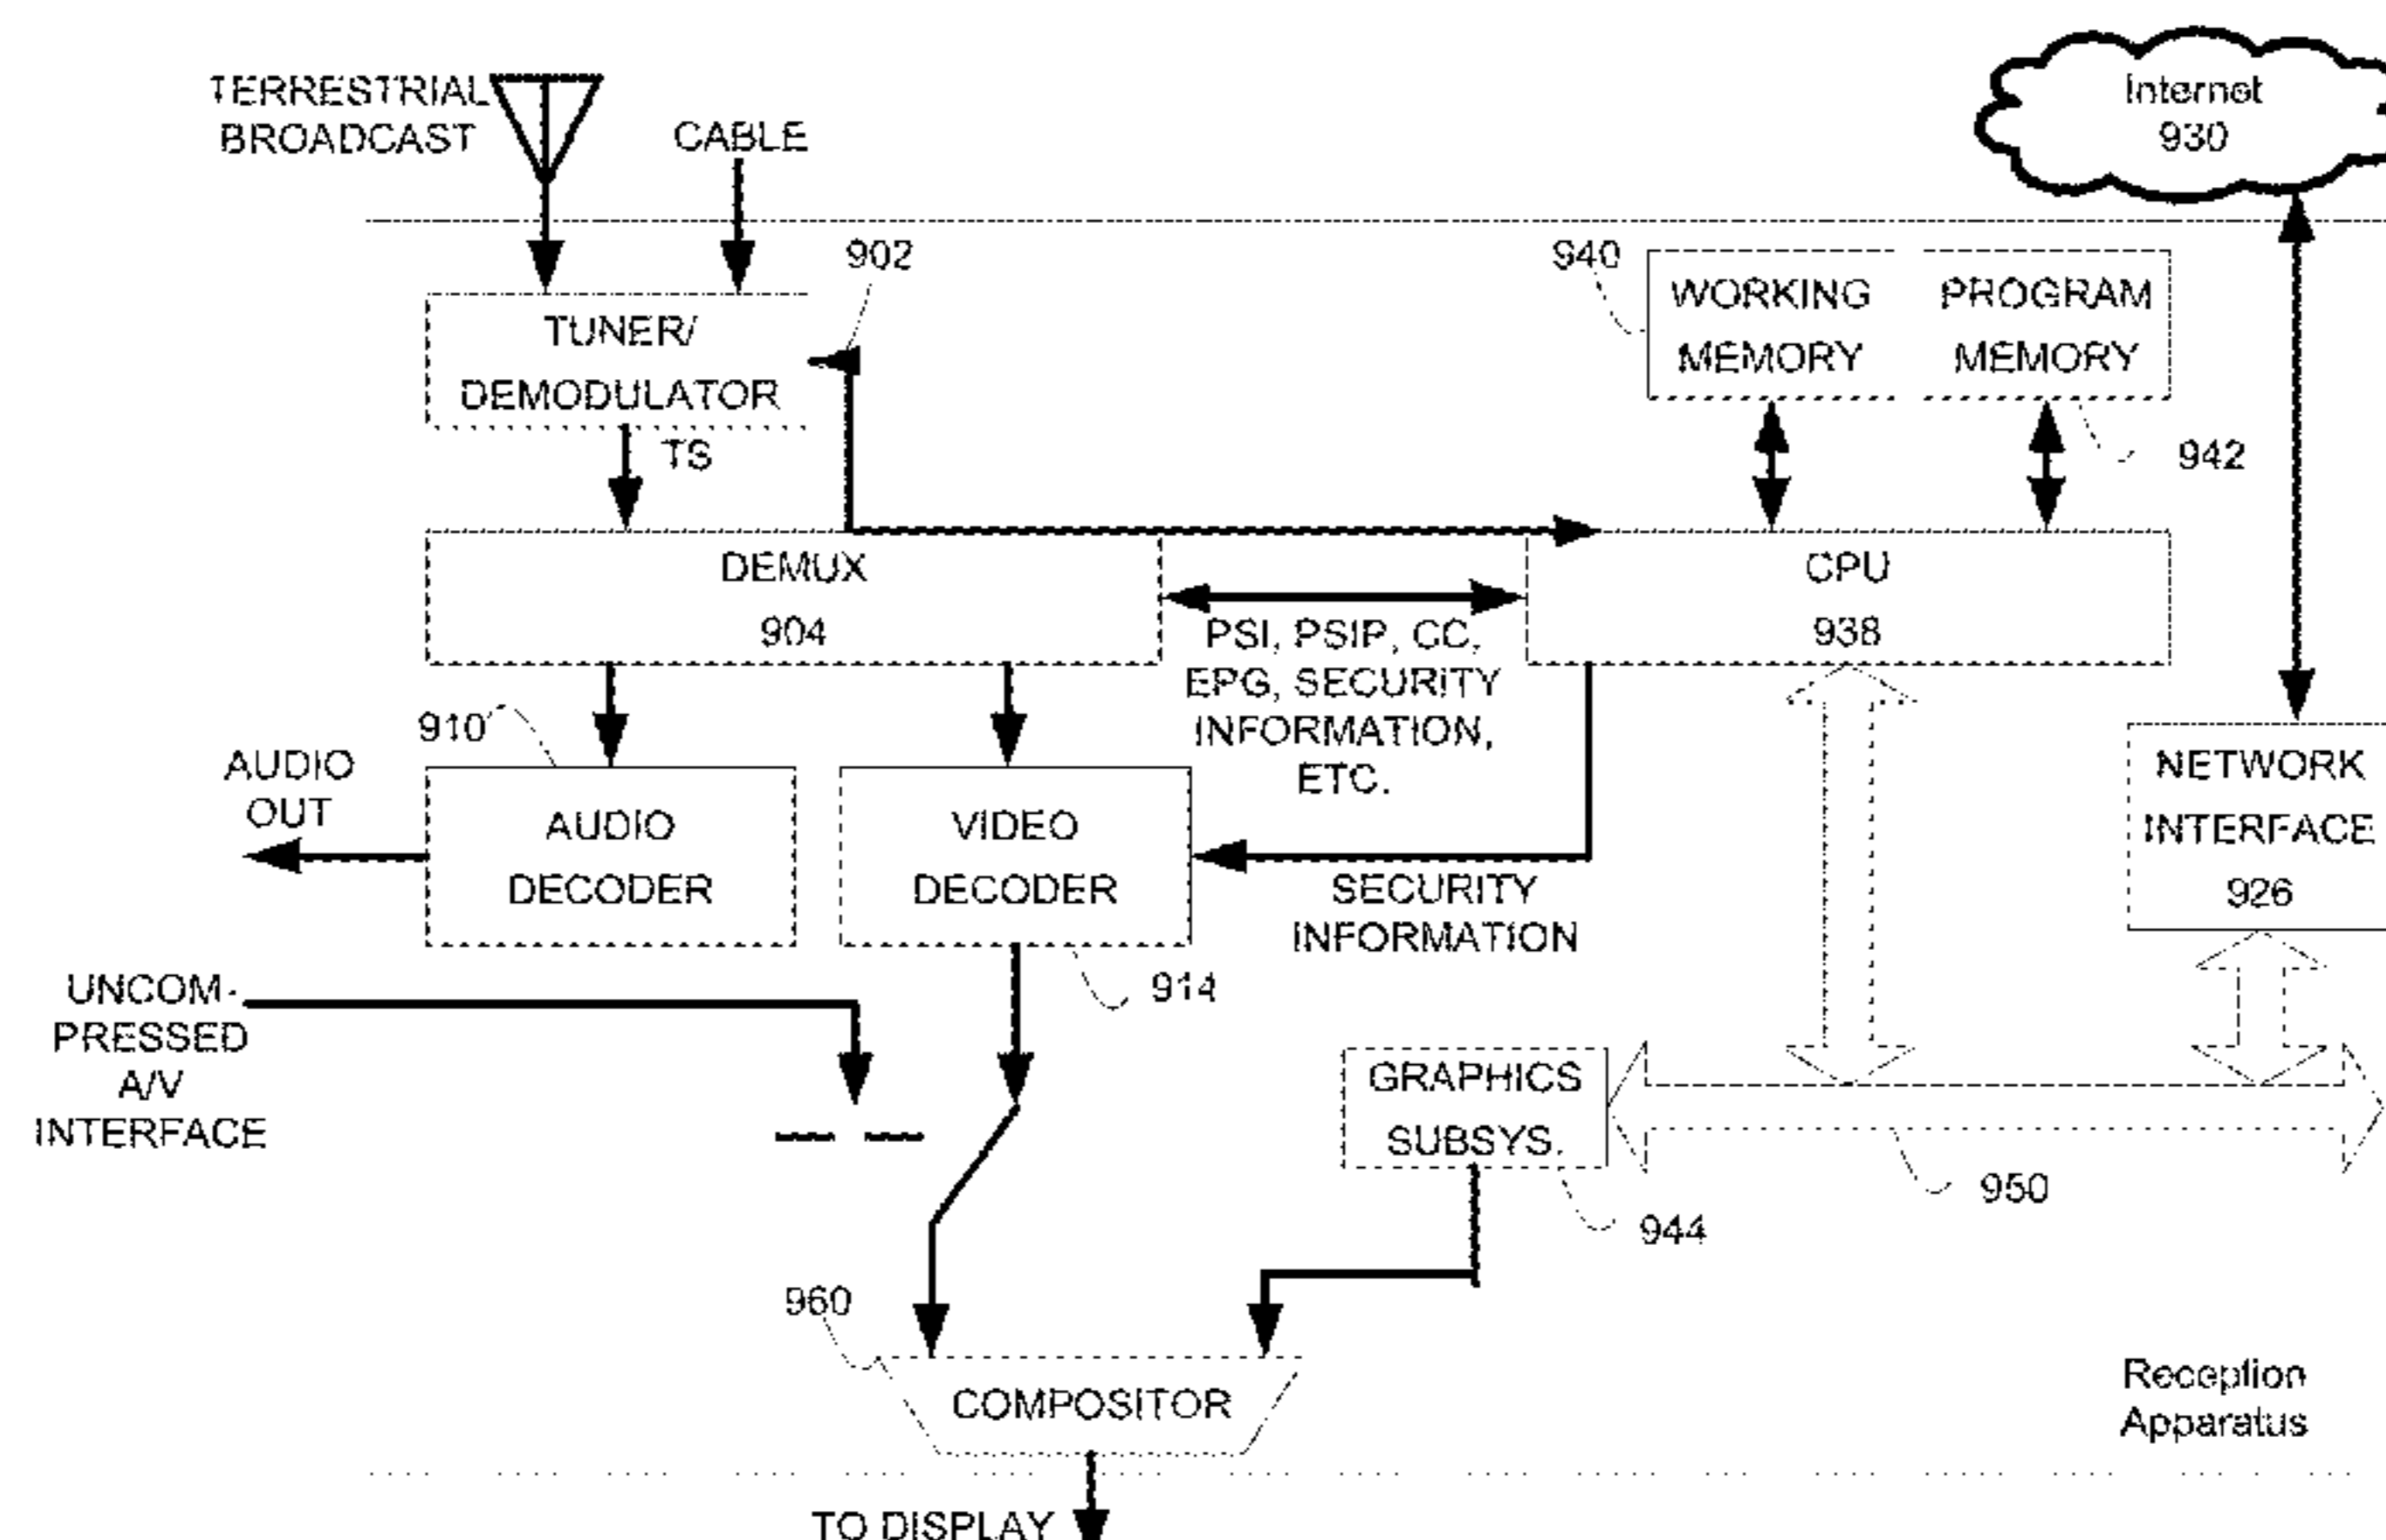 TERRESTRIAL
BROADCAST
CABLE
Internet
930
902
TUNER/
DEMODULATOR
TS
940
WORKING
MEMORY
PROGRAM
MEMORY
942
DEMUX
904
CPU
938
PSI, PSIP, CC,
EPG, SECURITY
INFORMATION,
ETC.
910
AUDIO
OUT
AUDIO
DECODER
VIDEO
DECODER
914
SECURITY
INFORMATION
NETWORK
INTERFACE
926
UNCOM-
PRESSED
A/V
INTERFACE
GRAPHICS
SUBSYS.
944
950
960
COMPOSITOR
Reception
Apparatus
TO DISPLAY